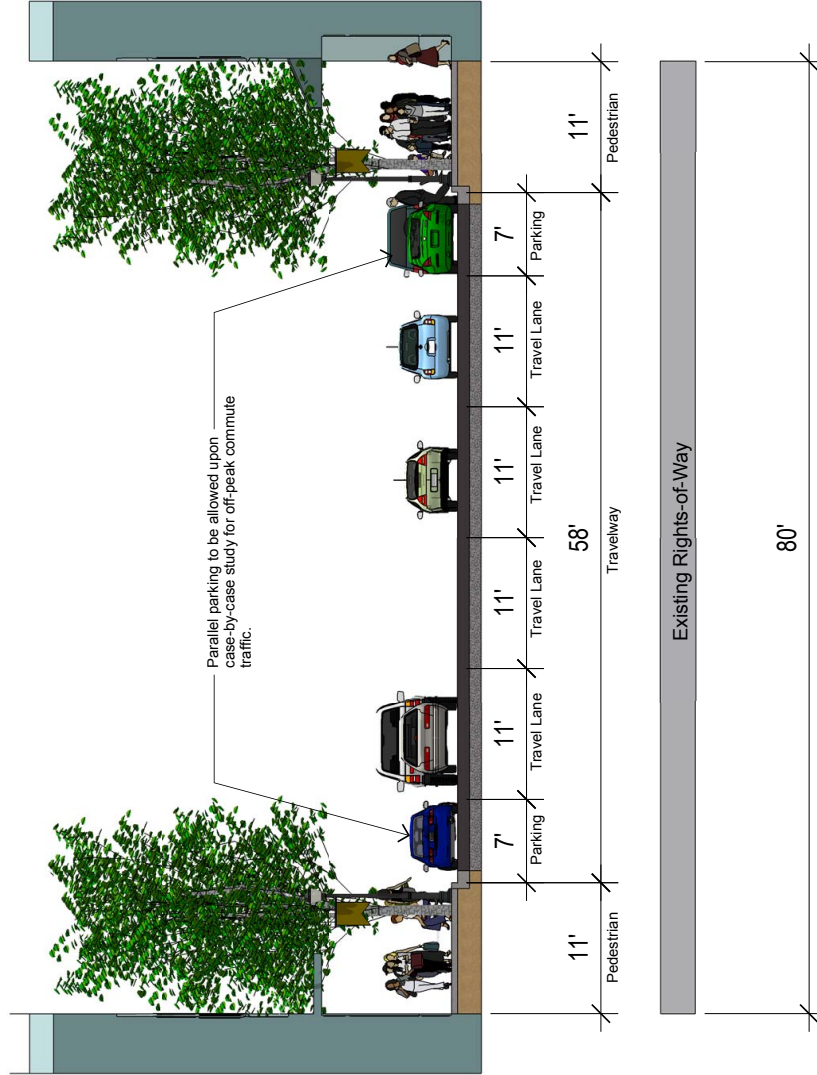 Parallel parking to be allowed upon
case-by-case study for off-peak commute
traffic.
11'
7'
11'
11'
11'
11'
7'
11'
Pedestrian
Parking
Travel Lane
Travel Lane
Travel Lane
Travel Lane
Parking
Pedestrian
58'
Travelway
Existing Rights-of-Way
80'